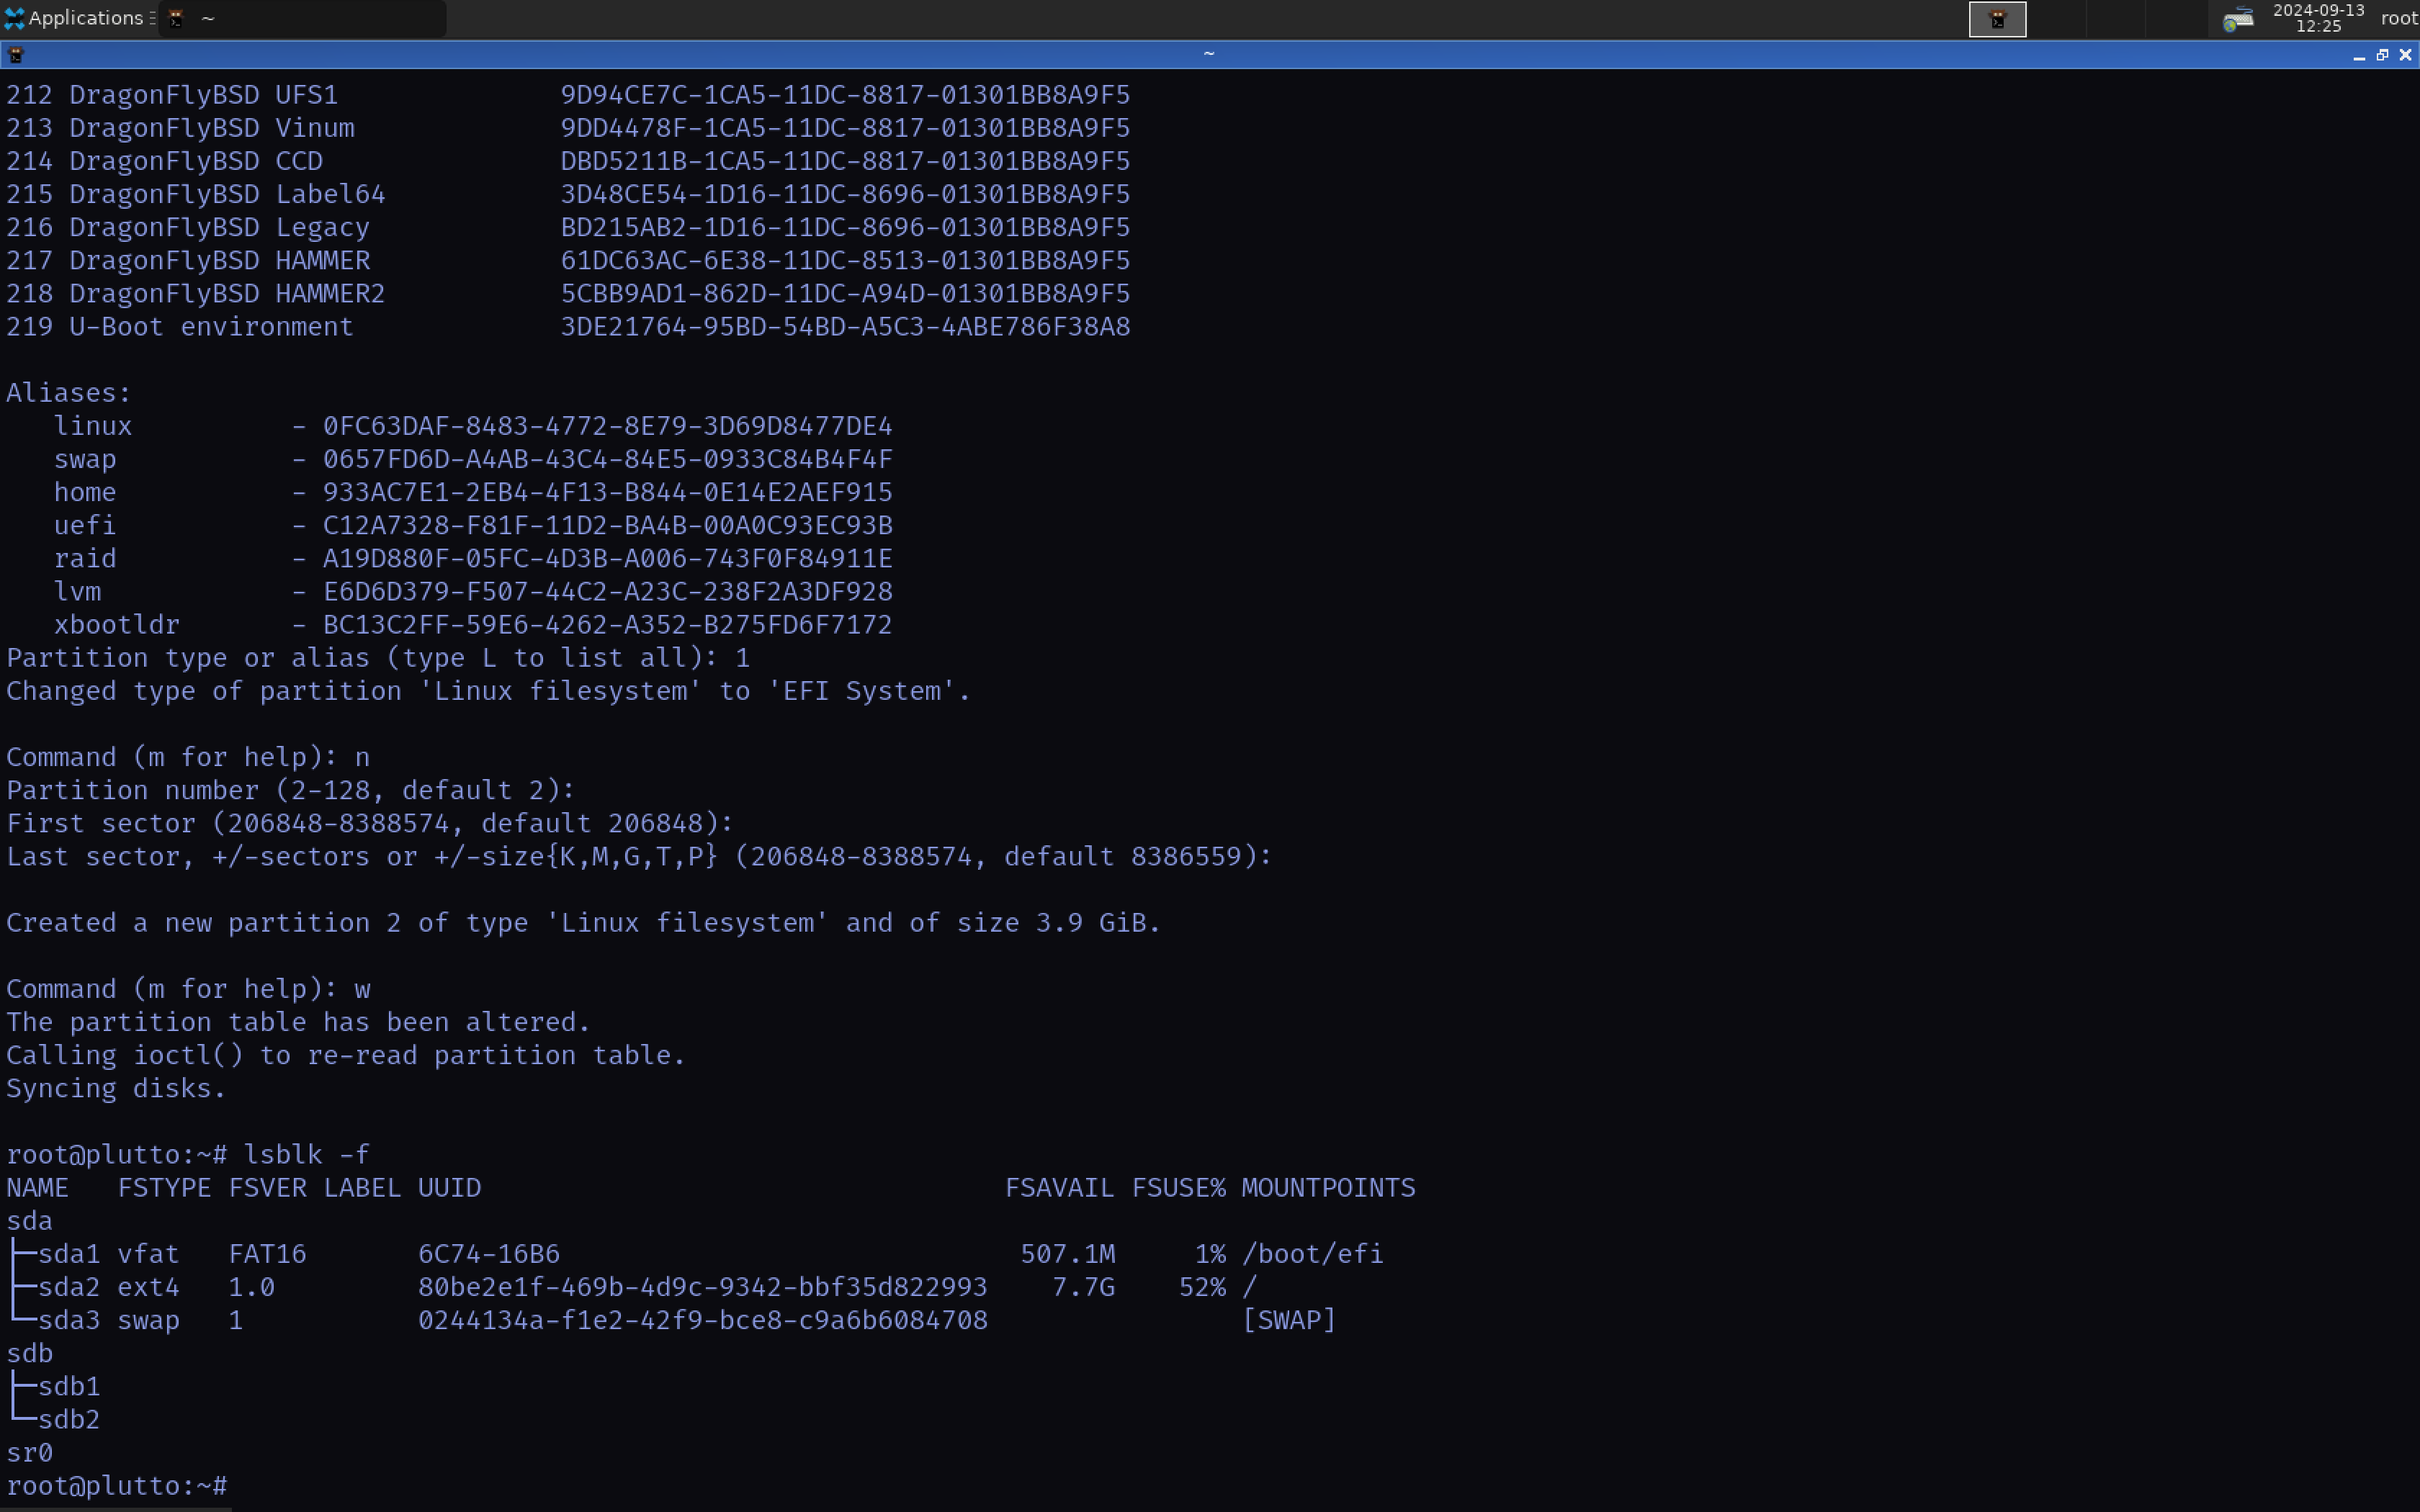 Applications
~
2024-09-13
12:25
root
~
212 DragonFlyBSD UFS1 9D94CE7C-1CA5-11DC-8817-01301BB8A9F5
213 DragonFlyBSD Vinum 9DD4478F-1CA5-11DC-8817-01301BB8A9F5
214 DragonFlyBSD CCD DBD5211B-1CA5-11DC-8817-01301BB8A9F5
215 DragonFlyBSD Label64 3D48CE54-1D16-11DC-8696-01301BB8A9F5
216 DragonFlyBSD Legacy BD215AB2-1D16-11DC-8696-01301BB8A9F5
217 DragonFlyBSD HAMMER 61DC63AC-6E38-11DC-8513-01301BB8A9F5
218 DragonFlyBSD HAMMER2 5CBB9AD1-862D-11DC-A94D-01301BB8A9F5
219 U-Boot environment 3DE21764-95BD-54BD-A5C3-4ABE786F38A8
Aliases:
linux - 0FC63DAF-8483-4772-8E79-3D69D8477DE4
swap - 0657FD6D-A4AB-43C4-84E5-0933C84B4F4F
home - 933AC7E1-2EB4-4F13-B844-0E14E2AEF915
uefi - C12A7328-F81F-11D2-BA4B-00A0C93EC93B
raid - A19D880F-05FC-4D3B-A006-743F0F84911E
lvm - E6D6D379-F507-44C2-A23C-238F2A3DF928
xbootldr - BC13C2FF-59E6-4262-A352-B275FD6F7172
Partition type or alias (type L to list all): 1
Changed type of partition 'Linux filesystem' to 'EFI System'.
Command (m for help): n
Partition number (2-128, default 2):
First sector (206848-8388574, default 206848):
Last sector, +/-sectors or +/-size{K,M,G,T,P} (206848-8388574, default 8386559):
Created a new partition 2 of type 'Linux filesystem' and of size 3.9 GiB.
Command (m for help): w
The partition table has been altered.
Calling ioctl() to re-read partition table.
Syncing disks.
root@plutto:~# lsblk -f
NAME FSTYPE FSVER LABEL UUID FSAVAIL FSUSE% MOUNTPOINTS
sda
├─sda1 vfat FAT16 6C74-16B6 507.1M 1% /boot/efi
├─sda2 ext4 1.0 80be2e1f-469b-4d9c-9342-bbf35d822993 7.7G 52% /
└─sda3 swap 1 0244134a-f1e2-42f9-bce8-c9a6b6084708 [SWAP]
sdb
├─sdb1
└─sdb2
sr0
root@plutto:~#